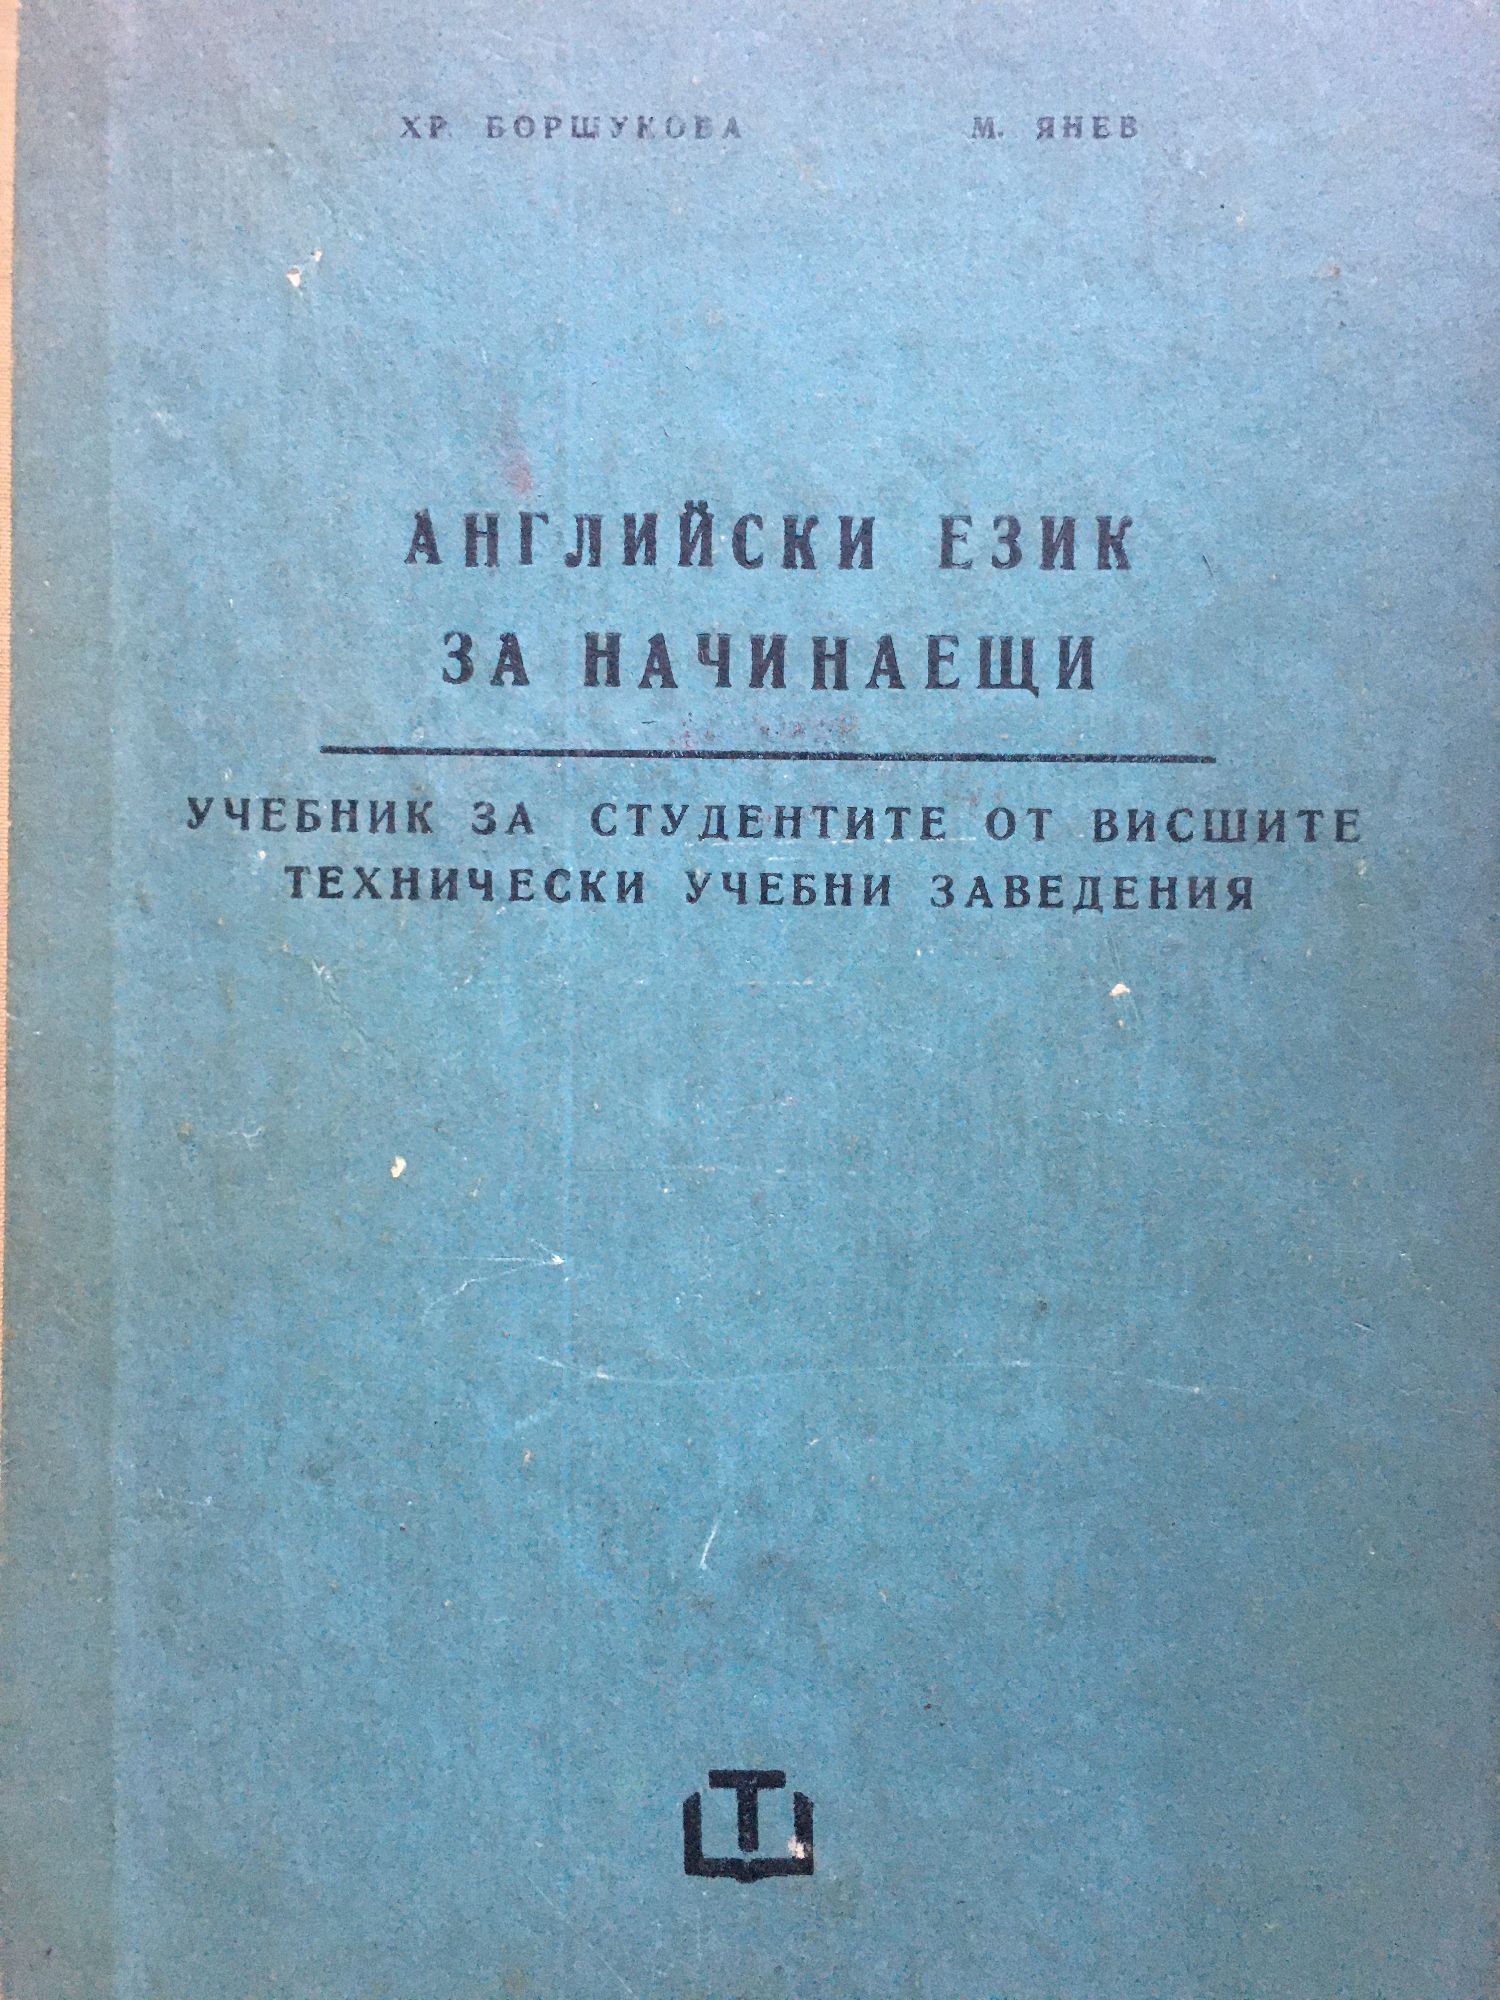 ХР. БОРШУКОВА М. ЯНЕВ
АНГЛИЙСКИ ЕЗИК
ЗА НАЧИНАЕЩИ
УЧЕБНИК ЗА СТУДЕНТИТЕ ОТ ВИСШИТЕ
ТЕХНИЧЕСКИ УЧЕБНИ ЗАВЕДЕНИЯ
Т